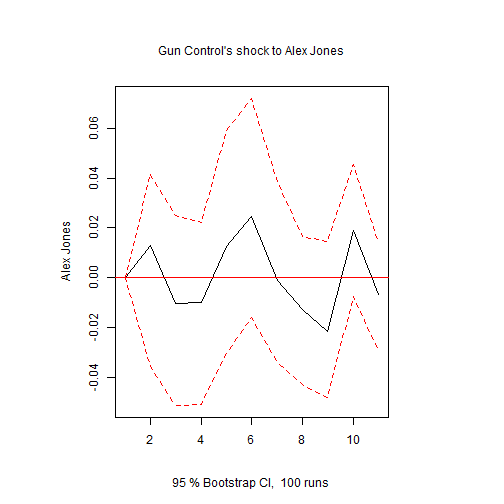 Gun Control's shock to Alex Jones
Alex Jones
0.06
0.04
0.02
0.00
-0.02
-0.04
2 4 6 8 10
95 % Bootstrap CI, 100 runs